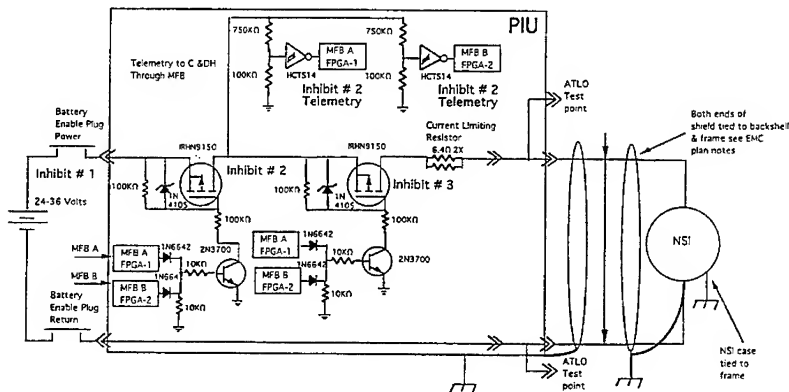 PIU
750KΩ
750KΩ
Telemetry to C &DH
Through MFB
MFB A
FPGA-1
MFB B
FPGA-2
HCTS14
HCTS14
100KΩ
100KΩ
Inhibit # 2
Telemetry
Inhibit # 2
Telemetry
ATLO
Test
point
Both ends of
shield tied to backshell
& frame see EMC
plan notes
Battery
Enable Plug
Power
Current Limiting
Resistor
6.4Ω 2X
IRHN9150
IRHN9150
Inhibit # 1
Inhibit # 2
Inhibit # 3
100KΩ
1N
4105
100KΩ
1N
4105
24-36 Volts
100KΩ
100KΩ
NSI
MFB A
MFB A
FPGA-1
1N6642
2N3700
MFB A
FPGA-1
1N6642
2N3700
MFB B
MFB B
FPGA-2
1N664
10KΩ
MFB B
FPGA-2
1N6642
10KΩ
10KΩ
10KΩ
Battery
Enable Plug
Return
NSI case
tied to
frame
ATLO
Test
point